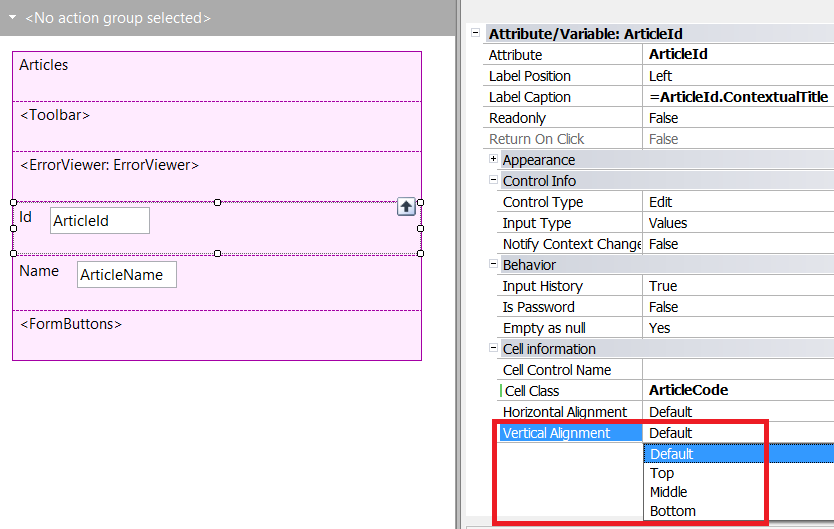 <No action group selected>
Articles
<Toolbar>
<ErrorViewer: ErrorViewer>
Id ArticleId
Name ArticleName
<FormButtons>
Attribute/Variable: ArticleId
Attribute ArticleId
Label Position Left
Label Caption =ArticleId.ContextualTitle
Readonly False
Return On Click False
Appearance
Control Info
Control Type Edit
Input Type Values
Notify Context Change False
Behavior
Input History True
Is Password False
Empty as null Yes
Cell information
Cell Control Name
Cell Class ArticleCode
Horizontal Alignment Default
Vertical Alignment Default
Default
Top
Middle
Bottom